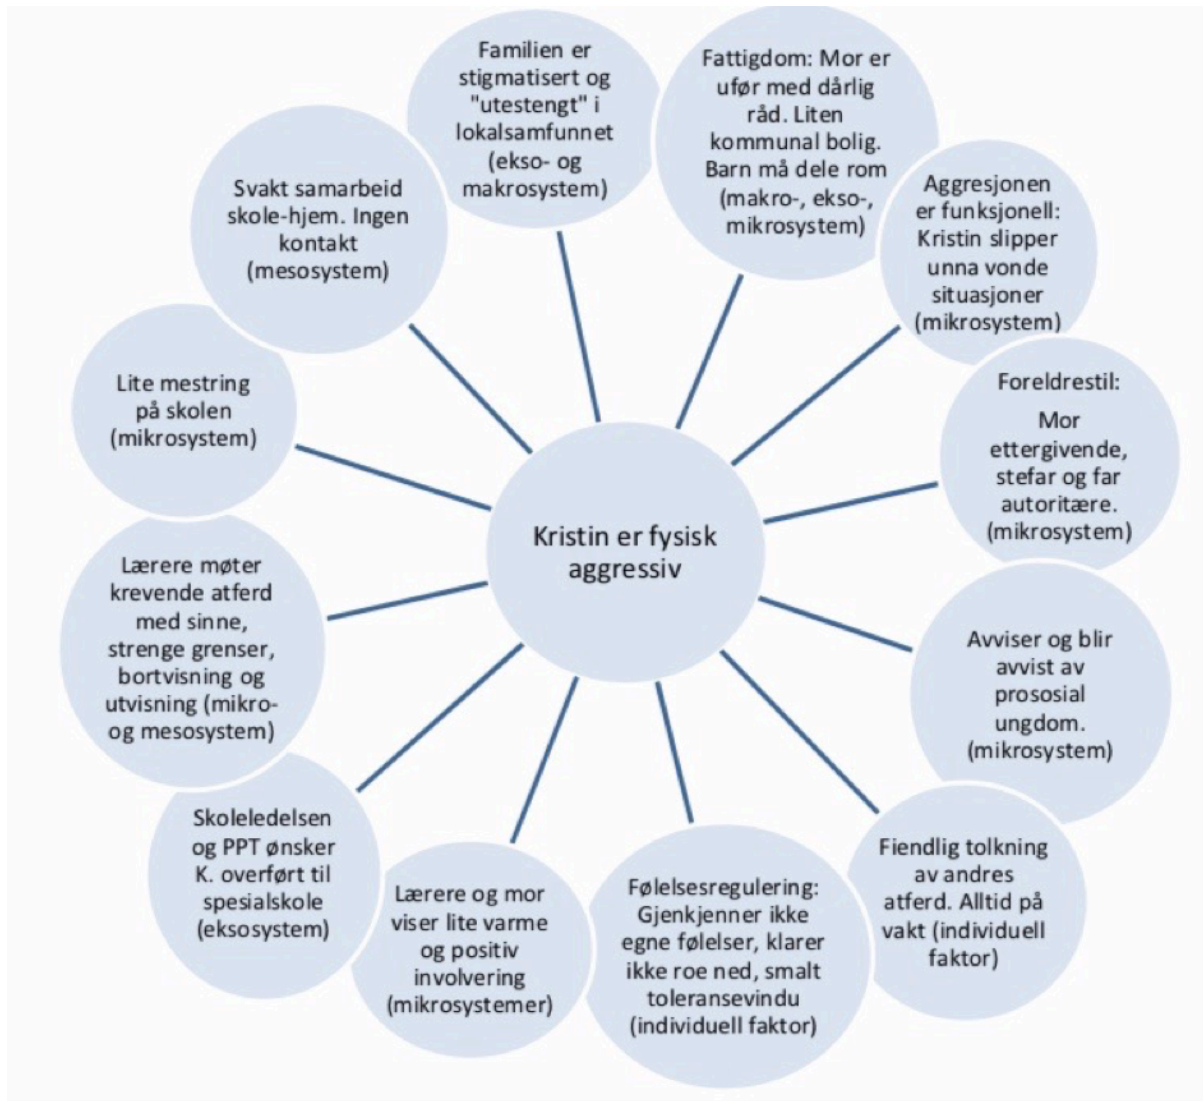 Familien er
stigmatisert og
"utestengt" i
lokalsamfunnet
(ekso- og
makrosystem)
Fattigdom: Mor er
ufør med dårlig
råd. Liten
kommunal bolig.
Barn må dele rom
(makro-, ekso-,
mikrosystem)
Aggresjonen
er funksjonell:
Kristin slipper
unna vonde
situasjoner
(mikrosystem)
Foreldrestil:
Mor
ettergivende,
stefar og far
autoritære.
(mikrosystem)
Avviser og blir
avvist av
prososial
ungdom.
(mikrosystem)
Fiendlig tolkning
av andres
atferd. Alltid på
vakt (individuell
faktor)
Følelsesregulering:
Gjenkjenner ikke
egne følelser, klarer
ikke roe ned, smalt
toleransevindu
(individuell faktor)
Lærere og mor
viser lite varme
og positiv
involvering
(mikrosystemer)
Skoleledelsen
og PPT ønsker
K. overført til
spesialskole
(eksosystem)
Lærere møter
krevende atferd
med sinne,
strenge grenser,
bortvisning og
utvisning (mikro-
og mesosystem)
Lite mestring
på skolen
(mikrosystem)
Svakt samarbeid
skole-hjem. Ingen
kontakt
(mesosystem)
Kristin er fysisk
aggressiv